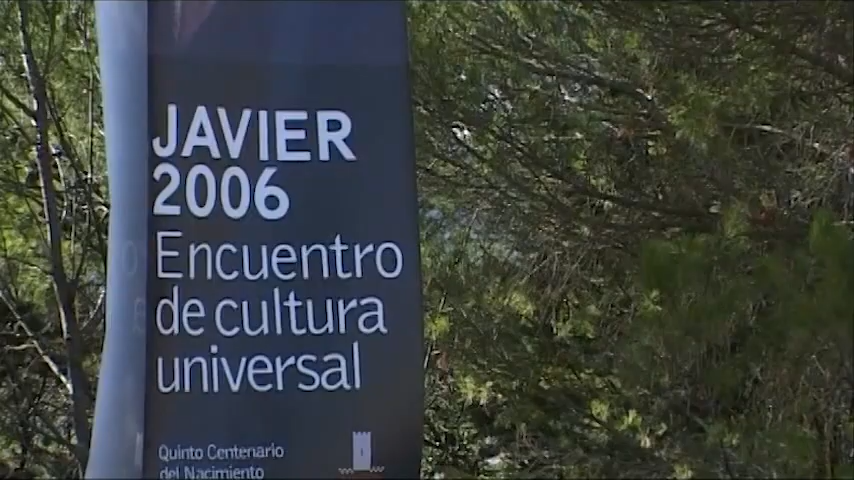 JAVIER
2006
Encuentro
de cultura
universal
Quinto Centenario
del Nacimiento